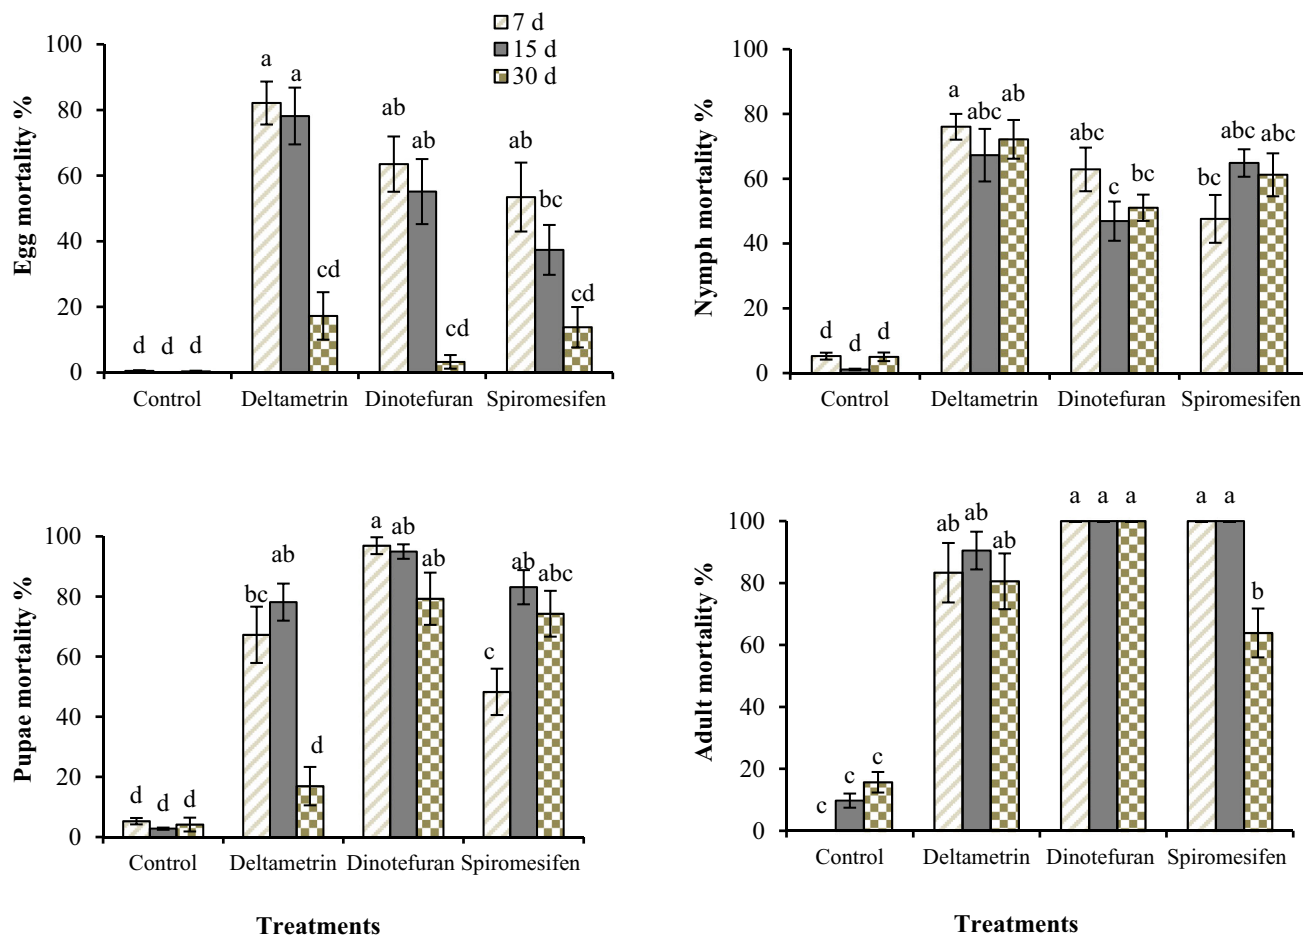 7 d
15 d
30 d
Egg mortality %
100
80
60
40
20
0
d d d
a a cd
ab ab cd
ab bc cd
Control Deltametrin Dinotefuran Spiromesifen
Nymph mortality %
100
80
60
40
20
0
d d d
a abc ab
abc c bc
bc abc abc
Control Deltametrin Dinotefuran Spiromesifen
Pupae mortality %
100
80
60
40
20
0
d d d
bc ab d
a ab ab
c ab abc
Control Deltametrin Dinotefuran Spiromesifen
Treatments
Adult mortality %
100
80
60
40
20
0
c c c
ab ab ab
a a a
a a b
Control Deltametrin Dinotefuran Spiromesifen
Treatments